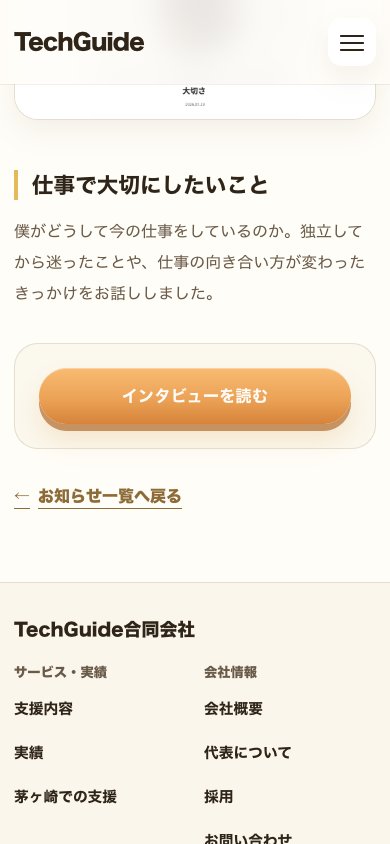 TechGuide
大切さ
仕事で大切にしたいこと
僕がどうして今の仕事をしているのか。独立して
から迷ったことや、仕事の向き合い方が変わった
きっかけをお話ししました。
インタビューを読む
← お知らせ一覧へ戻る
TechGuide合同会社
サービス・実績
支援内容
実績
茅ヶ崎での支援
会社情報
会社概要
代表について
採用
お問い合わせ